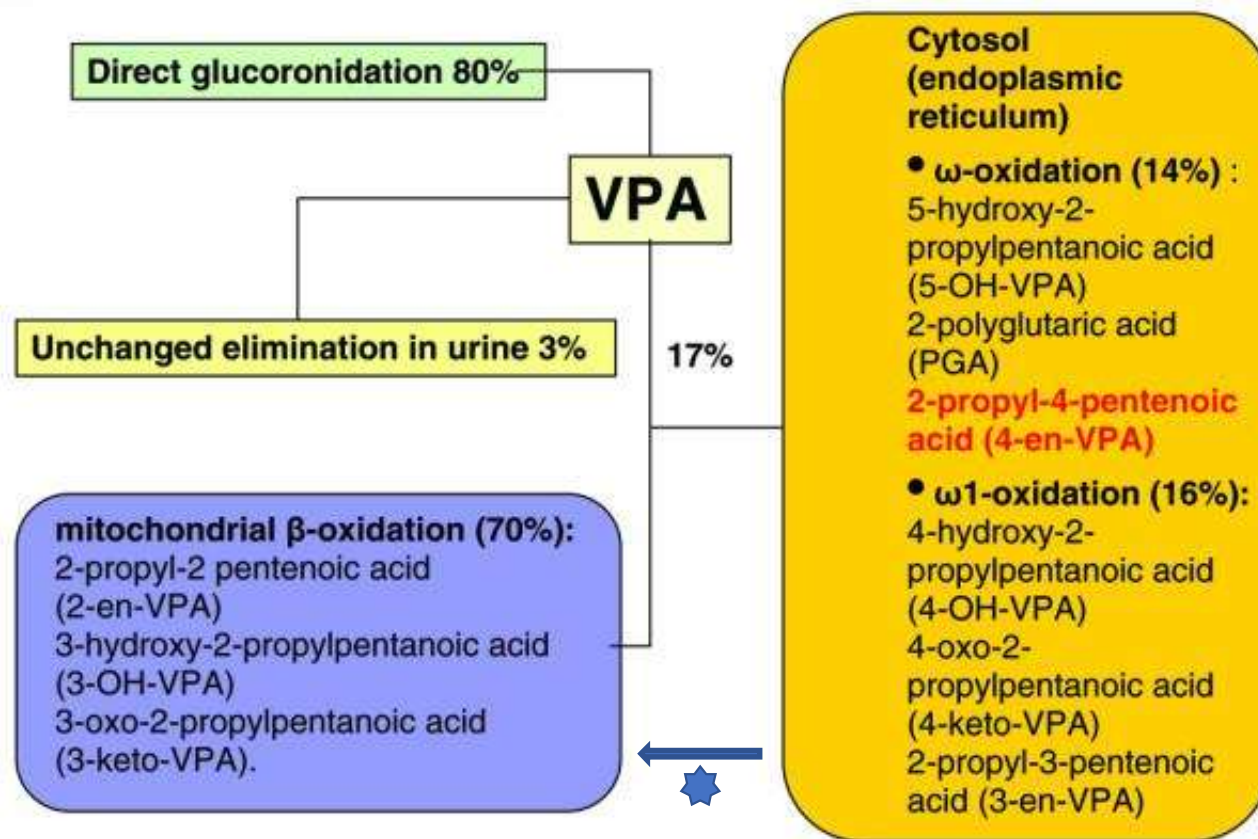 Direct glucoronidation 80%
VPA
Unchanged elimination in urine 3%
17%
mitochondrial β-oxidation (70%):
2-propyl-2 pentenoic acid
(2-en-VPA)
3-hydroxy-2-propylpentanoic acid
(3-OH-VPA)
3-oxo-2-propylpentanoic acid
(3-keto-VPA).
Cytosol
(endoplasmic
reticulum)
• ω-oxidation (14%) :
5-hydroxy-2-
propylpentanoic acid
(5-OH-VPA)
2-polyglutaric acid
(PGA)
2-propyl-4-pentenoic
acid (4-en-VPA)
• ω1-oxidation (16%):
4-hydroxy-2-
propylpentanoic acid
(4-OH-VPA)
4-oxo-2-
propylpentanoic acid
(4-keto-VPA)
2-propyl-3-pentenoic
acid (3-en-VPA)